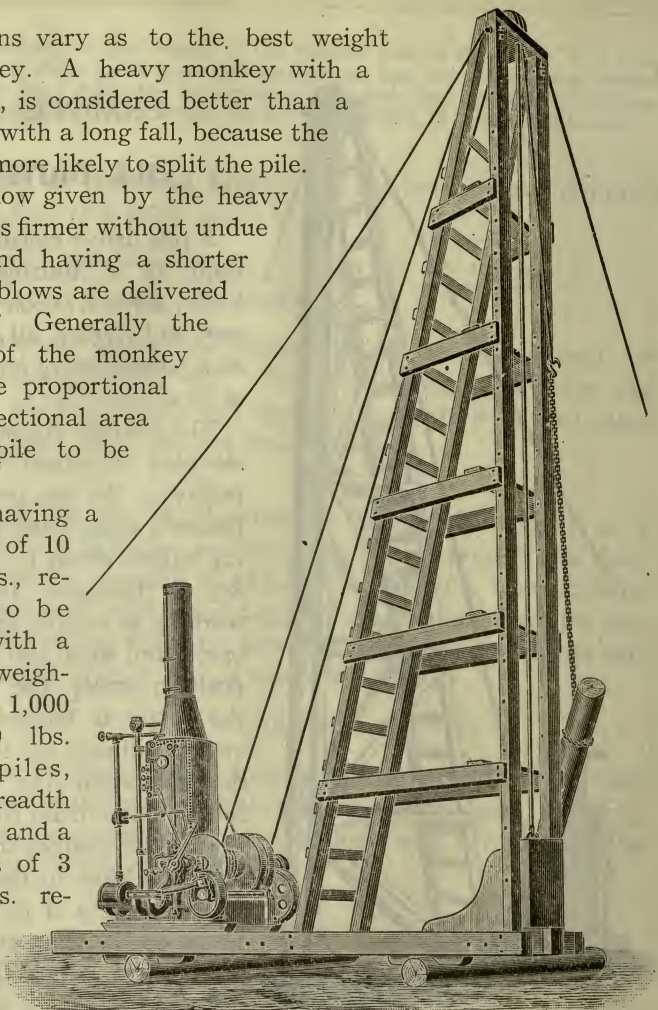 ns vary as to the best weight
ey. A heavy monkey with a
, is considered better than a
with a long fall, because the
more likely to split the pile.
ow given by the heavy
s firmer without undue
nd having a shorter
blows are delivered
Generally the
of the monkey
e proportional
ectional area
pile to be
having a
of 10
s., re-
o be
with a
weigh-
1,000
lbs.
piles,
readth
and a
of 3
s. re-